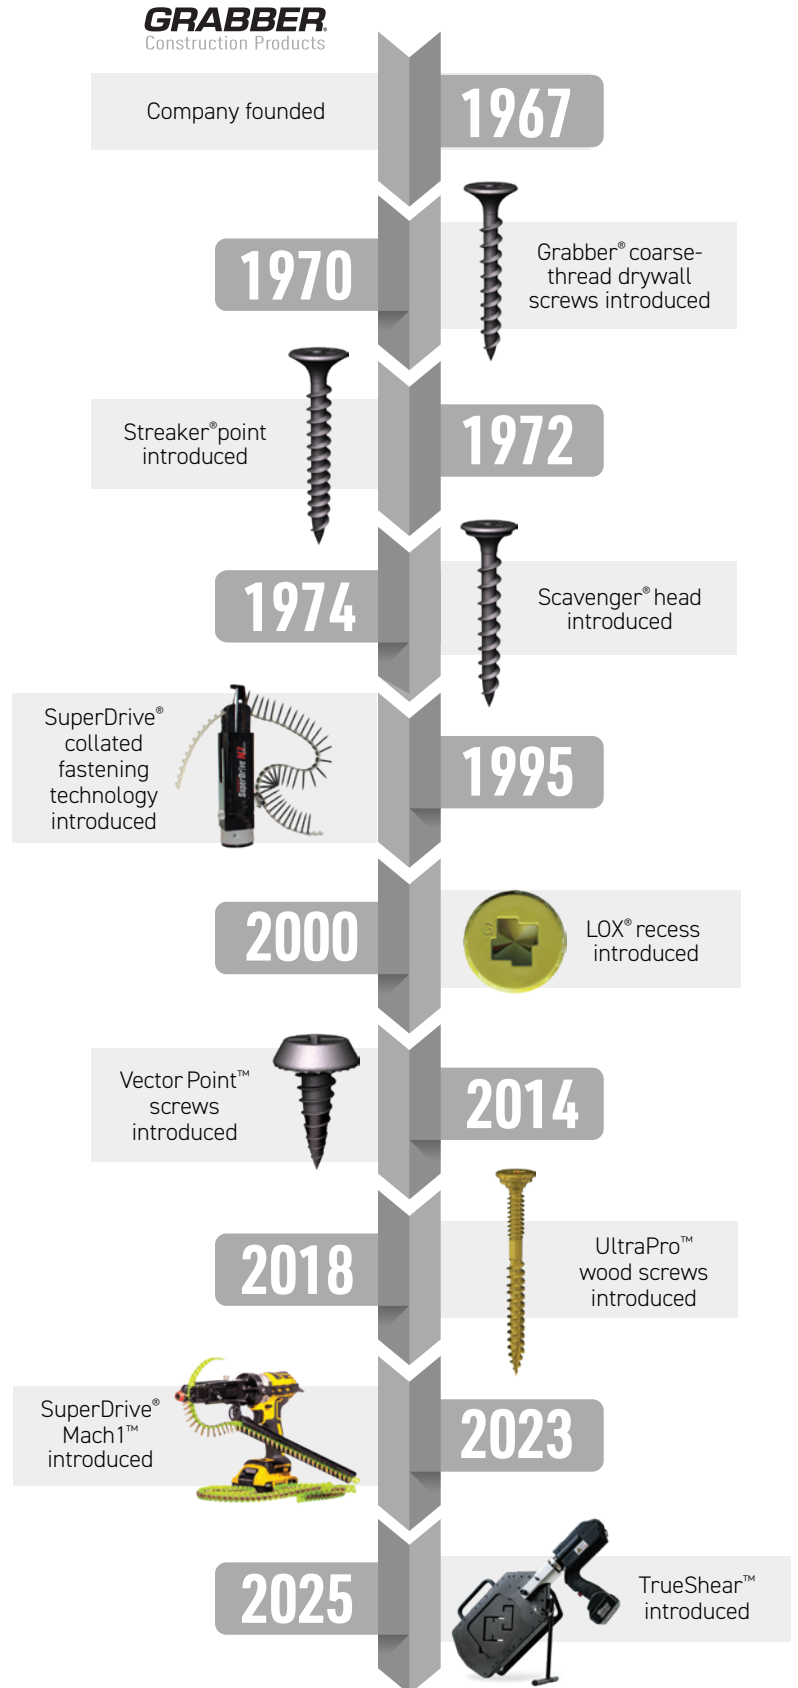 GRABBER®
Construction Products
Company founded
1967
1970
Grabber® coarse-
thread drywall
screws introduced
Streaker® point
introduced
1972
1974
Scavenger® head
introduced
SuperDrive®
collated
fastening
technology
introduced
SuperDrive
1995
2000
G
LOX® recess
introduced
Vector Point™
screws
introduced
2014
2018
UltraPro™
wood screws
introduced
SuperDrive®
Mach1™
introduced
2023
2025
TrueShear™
introduced